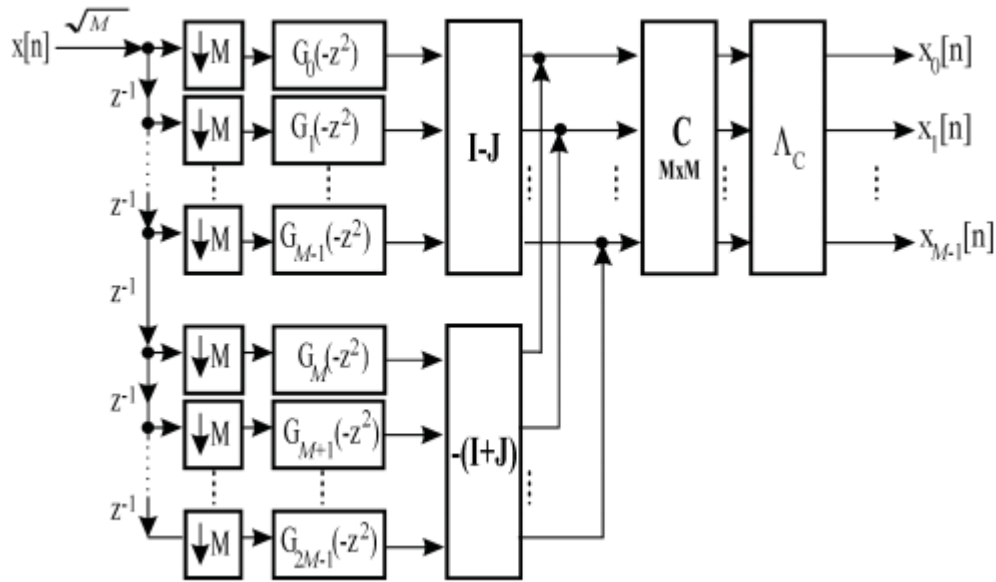 √M
x[n] ↓M G₀(-z²) x₀[n]
z⁻¹
↓M G₁(-z²) I-J C MxM Λ_C x₁[n]
z⁻¹
↓M G_{M-1}(-z²) x_{M-1}[n]
z⁻¹
↓M G_M(-z²)
z⁻¹
↓M G_{M+1}(-z²) -(I+J)
z⁻¹
↓M G_{2M-1}(-z²)